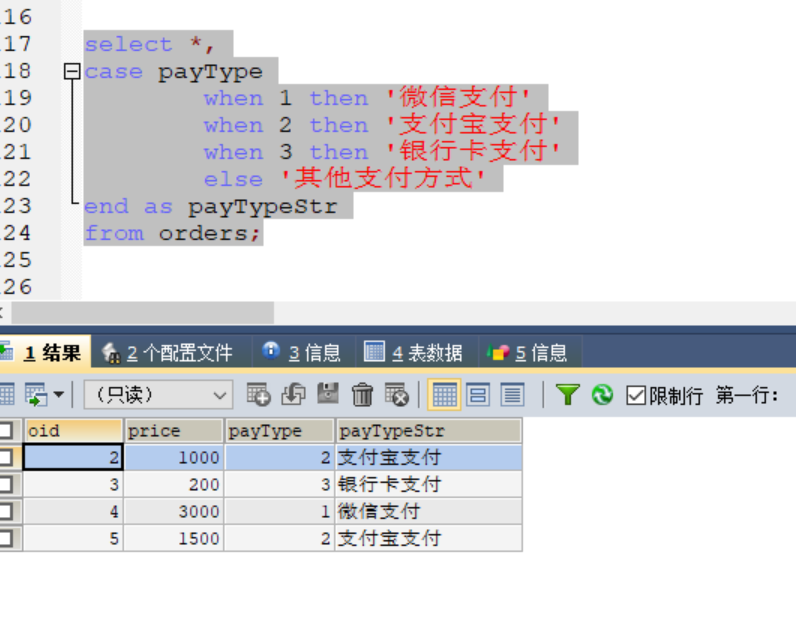 16
17 select *,
18 case payType
19 when 1 then '微信支付'
20 when 2 then '支付宝支付'
21 when 3 then '银行卡支付'
22 else '其他支付方式'
23 end as payTypeStr
24 from orders;
25
26
1 结果 2 个配置文件 3 信息 4 表数据 5 信息
（只读） 限制行 第一行:
oid price payType payTypeStr
2 1000 2 支付宝支付
3 200 3 银行卡支付
4 3000 1 微信支付
5 1500 2 支付宝支付